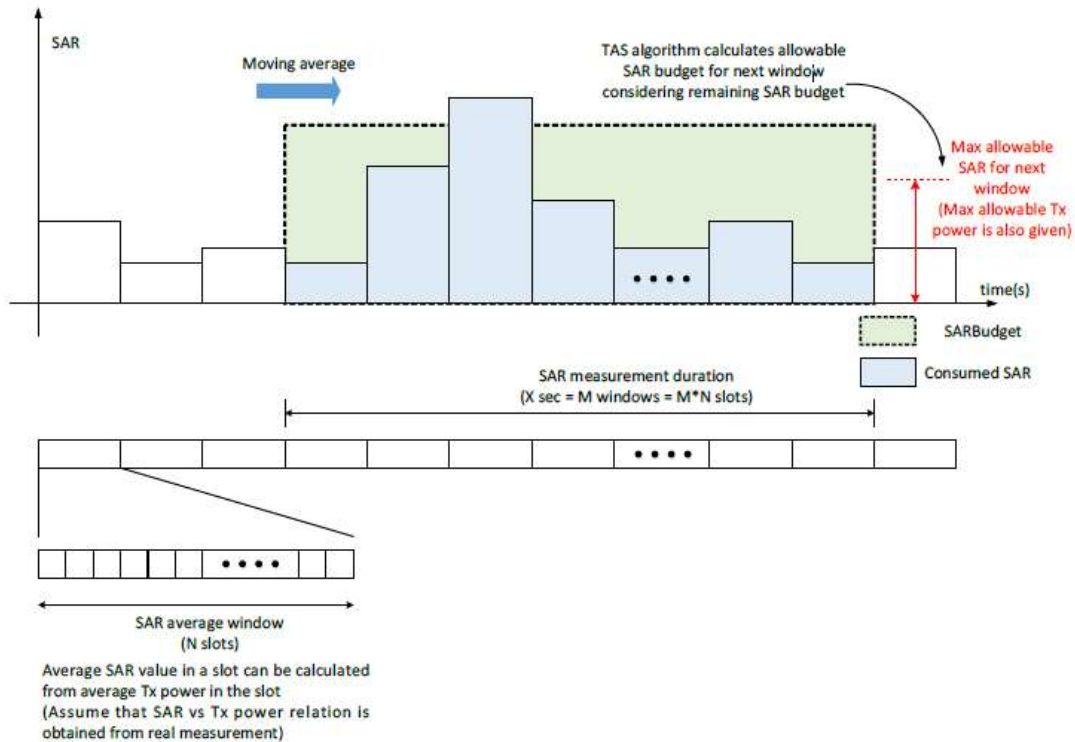 SAR
Moving average
TAS algorithm calculates allowable
SAR budget for next window
considering remaining SAR budget
Max allowable
SAR for next
window
(Max allowable Tx
power is also given)
time(s)
SARBudget
Consumed SAR
SAR measurement duration
(X sec = M windows = M*N slots)
SAR average window
(N slots)
Average SAR value in a slot can be calculated
from average Tx power in the slot
(Assume that SAR vs Tx power relation is
obtained from real measurement)